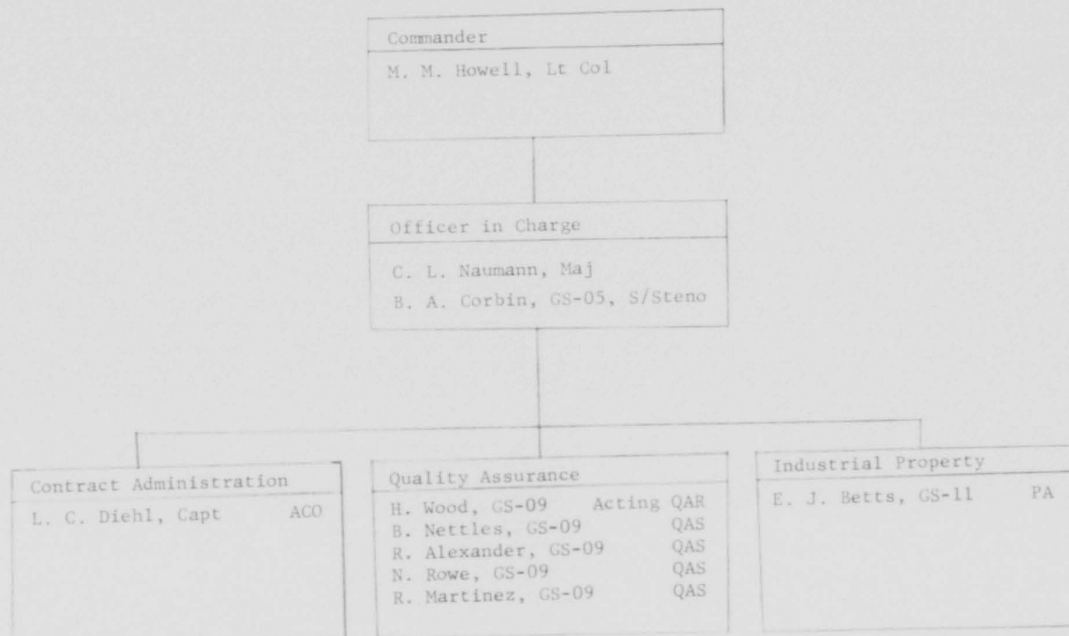 Commander
M. M. Howell, Lt Col
Officer in Charge
C. L. Naumann, Maj
B. A. Corbin, GS-05, S/Steno
Contract Administration
L. C. Diehl, Capt ACO
Quality Assurance
H. Wood, GS-09 Acting QAR
B. Nettles, GS-09 QAS
R. Alexander, GS-09 QAS
N. Rowe, GS-09 QAS
R. Martinez, GS-09 QAS
Industrial Property
E. J. Betts, GS-11 PA